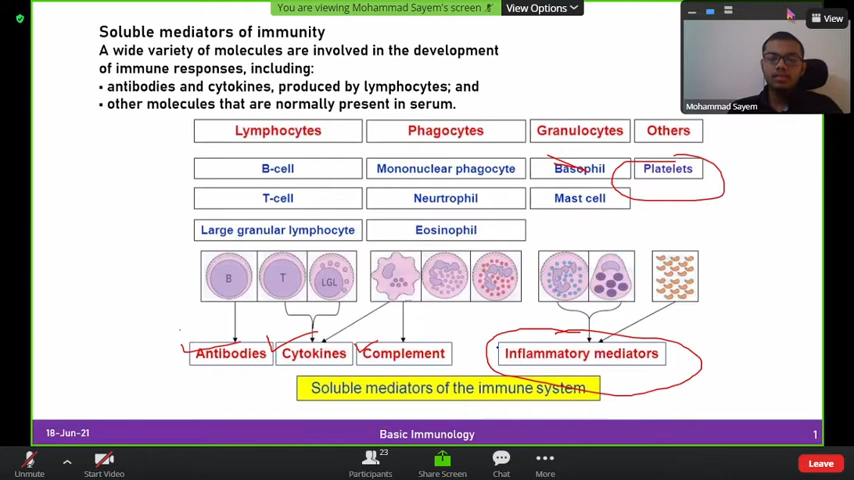 You are viewing Mohammad Sayem's screen
View Options
View
Mohammad Sayem
Soluble mediators of immunity
A wide variety of molecules are involved in the development
of immune responses, including:
• antibodies and cytokines, produced by lymphocytes; and
• other molecules that are normally present in serum.
Lymphocytes
Phagocytes
Granulocytes
Others
B-cell
Mononuclear phagocyte
Basophil
Platelets
T-cell
Neurtrophil
Mast cell
Large granular lymphocyte
Eosinophil
B
T
LGL
Antibodies
Cytokines
Complement
Inflammatory mediators
Soluble mediators of the immune system
18-Jun-21
Basic Immunology
1
Unmute
Start Video
23
Participants
Share Screen
Chat
More
Leave